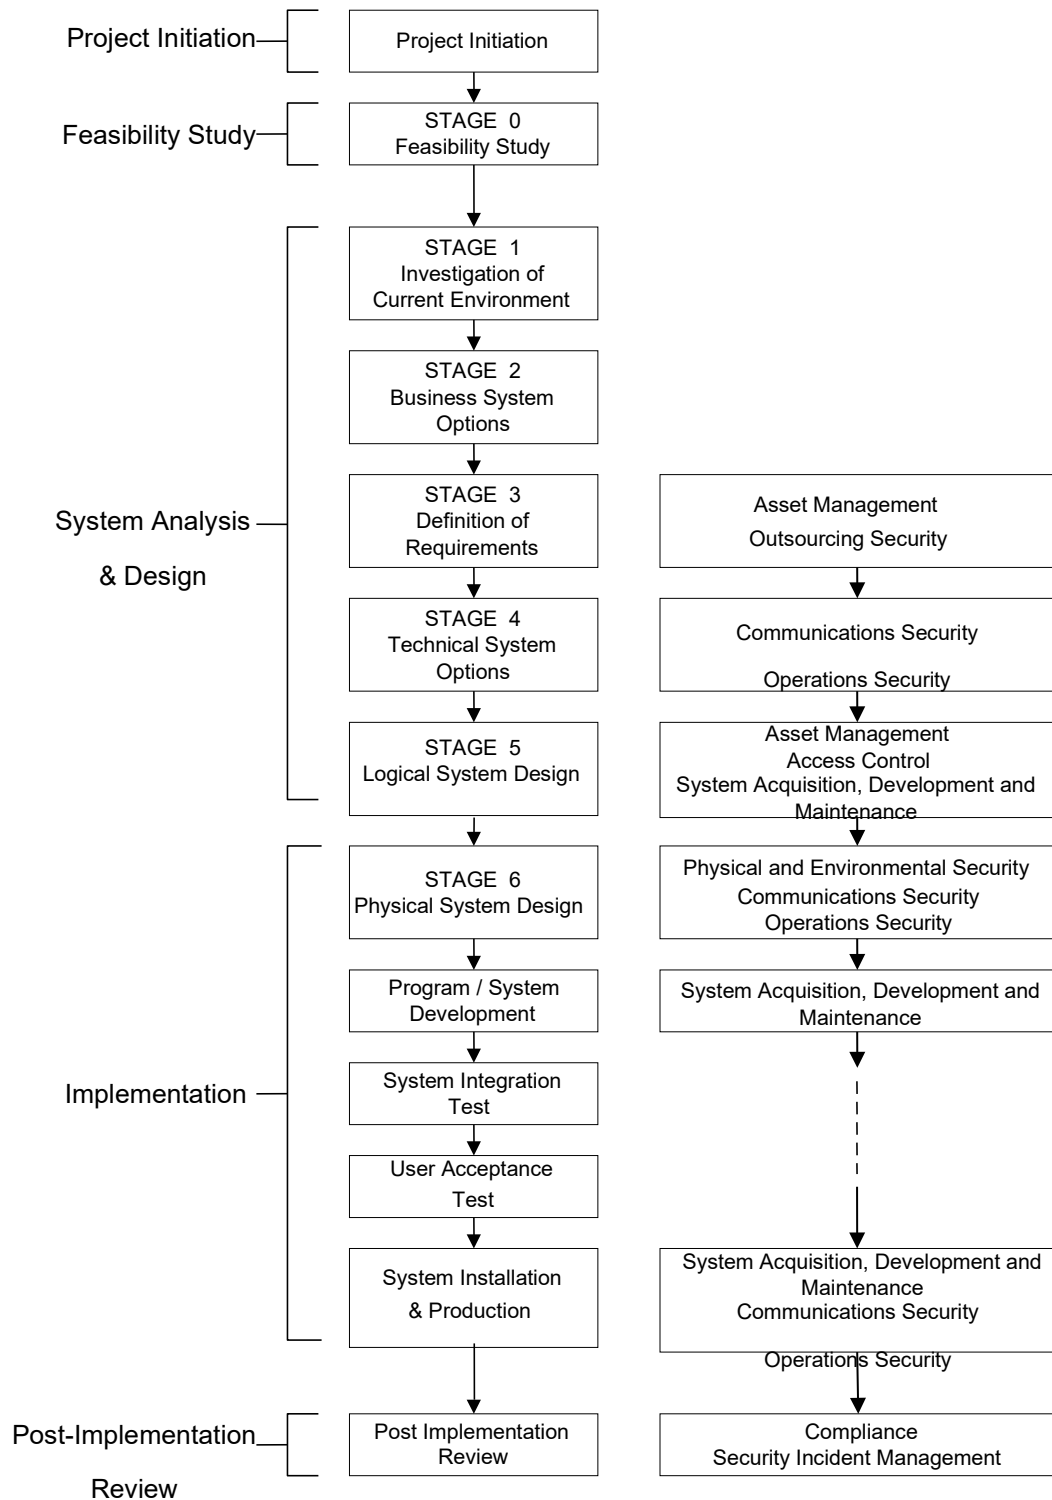 Project Initiation
Project Initiation
Feasibility Study
STAGE 0
Feasibility Study
STAGE 1
Investigation of
Current Environment
STAGE 2
Business System
Options
System Analysis
& Design
STAGE 3
Definition of
Requirements
Asset Management
Outsourcing Security
STAGE 4
Technical System
Options
Communications Security
Operations Security
STAGE 5
Logical System Design
Asset Management
Access Control
System Acquisition, Development and
Maintenance
STAGE 6
Physical System Design
Physical and Environmental Security
Communications Security
Operations Security
Program / System
Development
System Acquisition, Development and
Maintenance
Implementation
System Integration
Test
User Acceptance
Test
System Installation
& Production
System Acquisition, Development and
Maintenance
Communications Security
Operations Security
Post-Implementation
Review
Post Implementation
Review
Compliance
Security Incident Management